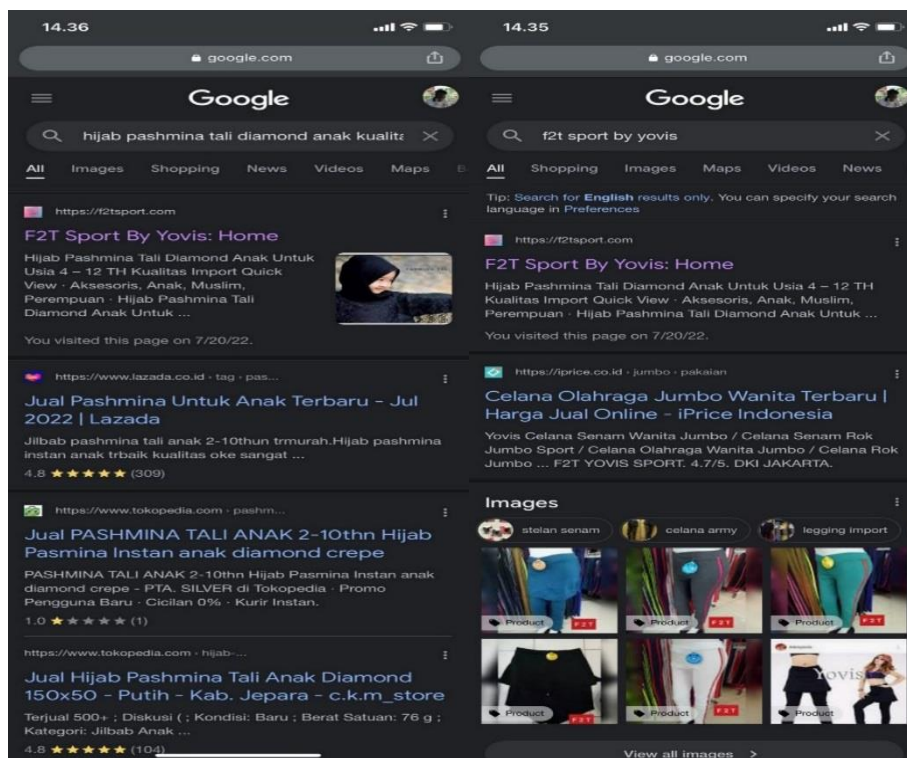 14.36
google.com
Google
hijab pashmina tali diamond anak kualita
All Images Shopping News Videos Maps B
https://f2tsport.com
F2T Sport By Yovis: Home
Hijab Pashmina Tali Diamond Anak Untuk
Usia 4 – 12 TH Kualitas Import Quick
View · Aksesoris, Anak, Muslim,
Perempuan · Hijab Pashmina Tali
Diamond Anak Untuk ...
You visited this page on 7/20/22.
https://www.lazada.co.id › tag › pas...
Jual Pashmina Untuk Anak Terbaru - Jul
2022 | Lazada
Jilbab pashmina tali anak 2-10thun trmurah.Hijab pashmina
instan anak trbaik kualitas oke sangat ...
4.8 ★★★★★ (309)
https://www.tokopedia.com › pashm...
Jual PASHMINA TALI ANAK 2-10thn Hijab
Pasmina Instan anak diamond crepe
PASHMINA TALI ANAK 2-10thn Hijab Pasmina Instan anak
diamond crepe - PTA. SILVER di Tokopedia · Promo
Pengguna Baru · Cicilan 0% · Kurir Instan.
1.0 ★★★★★ (1)
https://www.tokopedia.com › hijab-...
Jual Hijab Pashmina Tali Anak Diamond
150x50 - Putih - Kab. Jepara - c.k.m_store
Terjual 500+ ; Diskusi ( ; Kondisi: Baru ; Berat Satuan: 76 g ;
Kategori: Jilbab Anak ...
4.8 ★★★★★ (104)
14.35
google.com
Google
f2t sport by yovis
All Shopping Images Maps Videos News
Tip: Search for English results only. You can specify your search
language in Preferences
https://f2tsport.com
F2T Sport By Yovis: Home
Hijab Pashmina Tali Diamond Anak Untuk Usia 4 – 12 TH
Kualitas Import Quick View · Aksesoris, Anak, Muslim,
Perempuan · Hijab Pashmina Tali Diamond Anak Untuk ...
You visited this page on 7/20/22.
https://iprice.co.id › jumbo › pakaian
Celana Olahraga Jumbo Wanita Terbaru |
Harga Jual Online - iPrice Indonesia
Yovis Celana Senam Wanita Jumbo / Celana Senam Rok
Jumbo Sport / Celana Olahraga Wanita Jumbo / Celana Rok
Jumbo ... F2T YOVIS SPORT. 4.7/5. DKI JAKARTA.
Images
stelan senam celana army legging import
Product F2T Product F2T Product F2T
Yovis
Product F2T Product F2T Product
View all images >